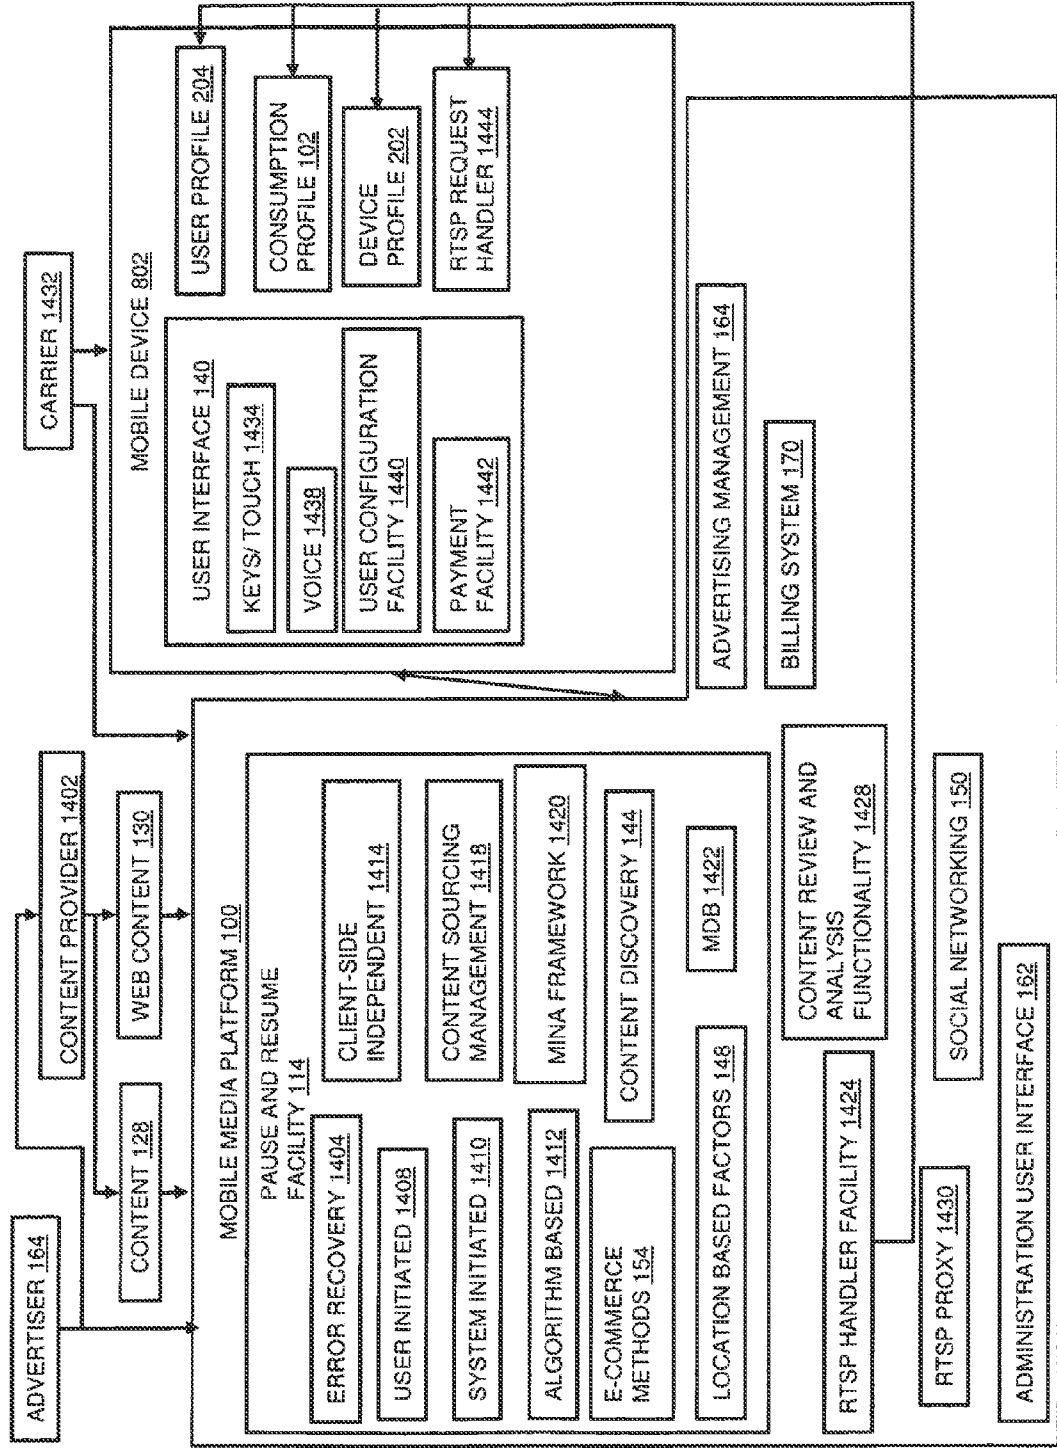 ADVERTISER 164
CONTENT PROVIDER 1402
CARRIER 1432
CONTENT 128
WEB CONTENT 130
MOBILE MEDIA PLATFORM 100
PAUSE AND RESUME
FACILITY 114
ERROR RECOVERY 1404
USER INITIATED 1408
SYSTEM INITIATED 1410
ALGORITHM BASED 1412
E-COMMERCE
METHODS 154
LOCATION BASED FACTORS 148
CLIENT-SIDE
INDEPENDENT 1414
CONTENT SOURCING
MANAGEMENT 1418
MINA FRAMEWORK 1420
CONTENT DISCOVERY 144
MDB 1422
RTSP HANDLER FACILITY 1424
CONTENT REVIEW AND
ANALYSIS
FUNCTIONALITY 1428
RTSP PROXY 1430
SOCIAL NETWORKING 150
ADMINISTRATION USER INTERFACE 162
ADVERTISING MANAGEMENT 164
BILLING SYSTEM 170
MOBILE DEVICE 802
USER INTERFACE 140
KEYS/TOUCH 1434
VOICE 1438
USER CONFIGURATION
FACILITY 1440
PAYMENT
FACILITY 1442
USER PROFILE 204
CONSUMPTION
PROFILE 102
DEVICE
PROFILE 202
RTSP REQUEST
HANDLER 1444